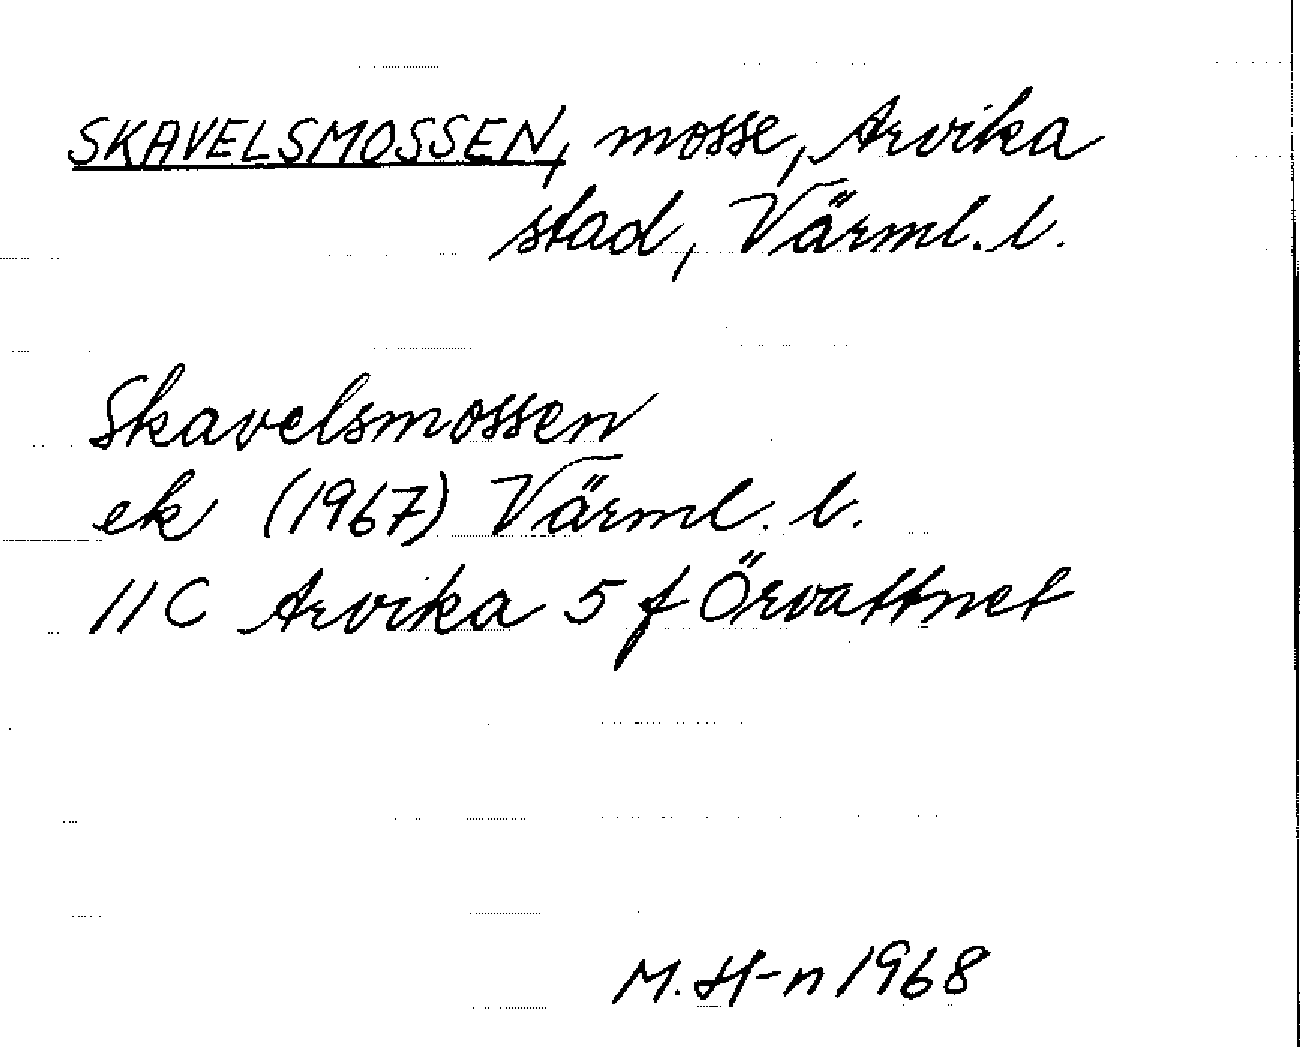 SKAVELSMOSSEN, mosse, Arvika
stad, Värml. l.
Skavelsmossen
ek (1967) Värml. l.
11C Arvika 5 f Örvattnet
M. H-n 1968